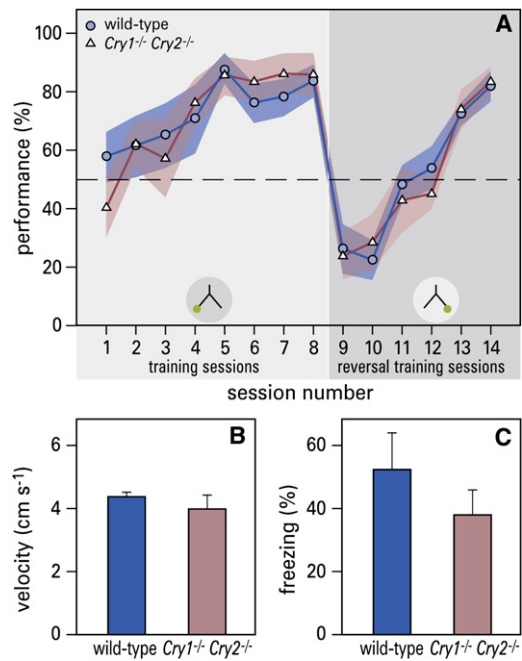 A
wild-type
Cry1-/- Cry2-/-
performance (%)
100
80
60
40
20
0
1 2 3 4 5 6 7 8 9 10 11 12 13 14
training sessions reversal training sessions
session number
B
velocity (cm s-1)
6
4
2
0
wild-type Cry1-/- Cry2-/-
C
freezing (%)
60
40
20
0
wild-type Cry1-/- Cry2-/-